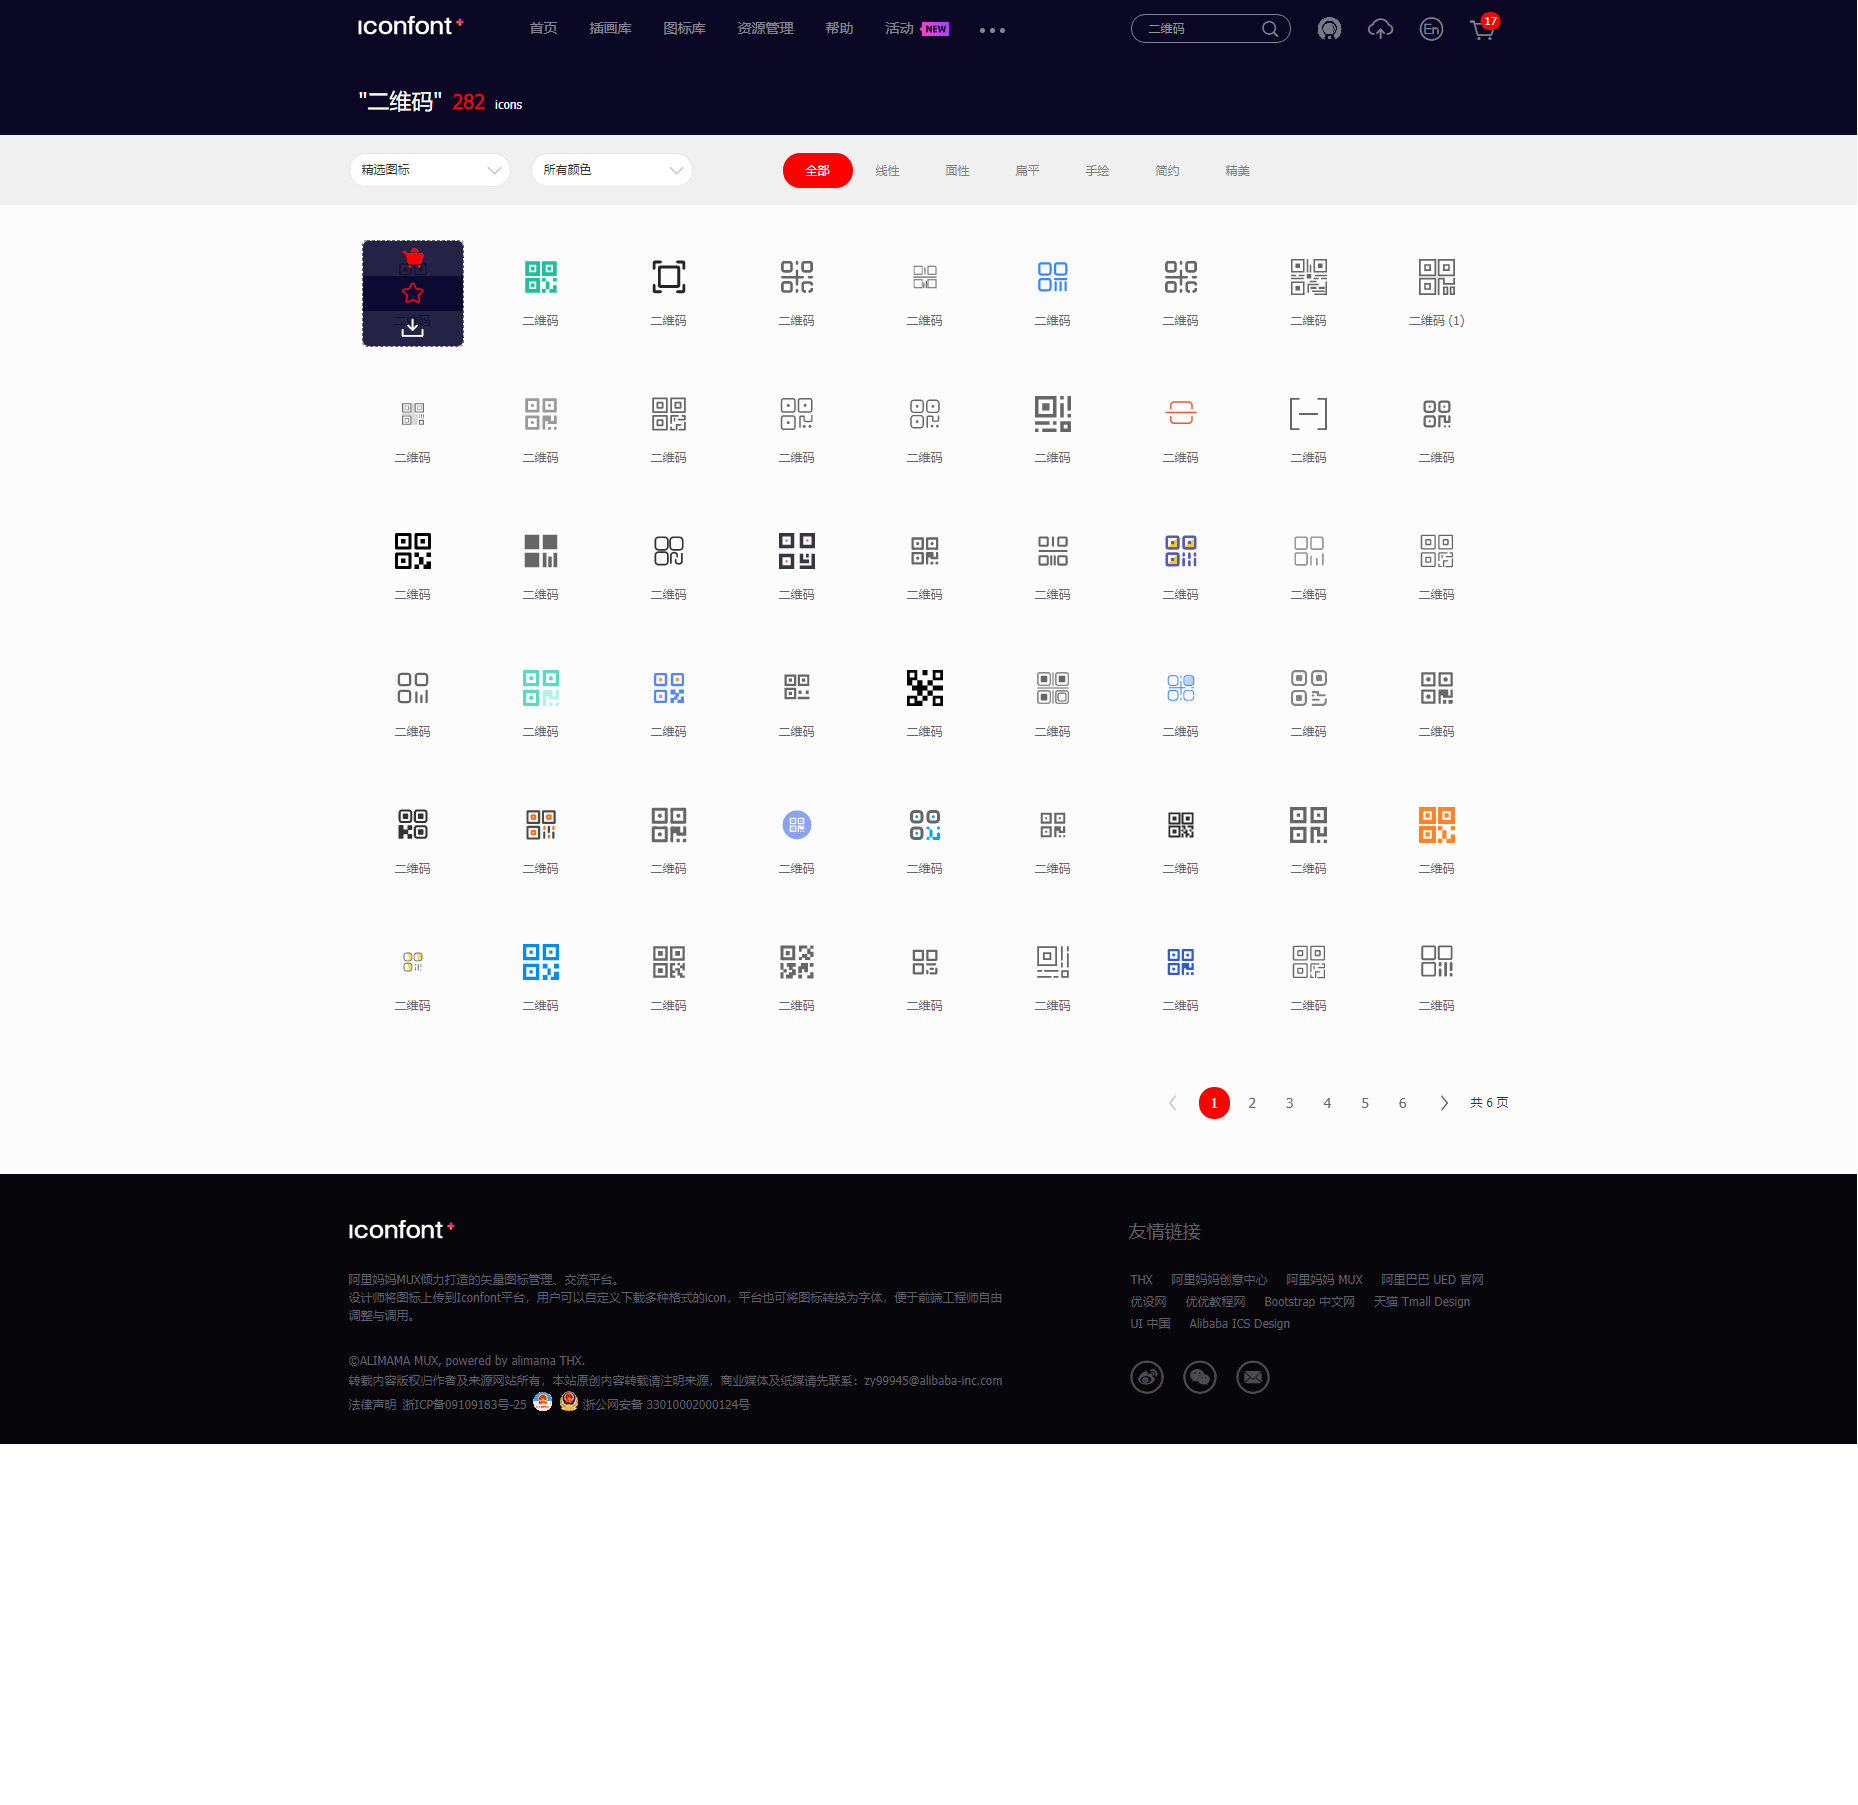 iconfont+ 首页 插画库 图标库 资源管理 帮助 活动 NEW 二维码 En 17
"二维码" 282 icons
精选图标 所有颜色 全部 线性 面性 扁平 手绘 简约 精美
二维码 二维码 二维码 二维码 二维码 二维码 二维码 二维码 二维码 (1)
二维码 二维码 二维码 二维码 二维码 二维码 二维码 二维码 二维码
二维码 二维码 二维码 二维码 二维码 二维码 二维码 二维码 二维码
二维码 二维码 二维码 二维码 二维码 二维码 二维码 二维码 二维码
二维码 二维码 二维码 二维码 二维码 二维码 二维码 二维码 二维码
二维码 二维码 二维码 二维码 二维码 二维码 二维码 二维码 二维码
1 2 3 4 5 6 共 6 页
iconfont+
阿里妈妈MUX倾力打造的矢量图标管理、交流平台。
设计师将图标上传到Iconfont平台，用户可以自定义下载多种格式的icon，平台也可将图标转换为字体，便于前端工程师自由
调整与调用。
©ALIMAMA MUX, powered by alimama THX.
转载内容版权归作者及来源网站所有，本站原创内容转载请注明来源，商业媒体及纸媒请先联系：zy99945@alibaba-inc.com
法律声明 浙ICP备09109183号-25 浙公网安备 33010002000124号
友情链接
THX 阿里妈妈创意中心 阿里妈妈 MUX 阿里巴巴 UED 官网
优设网 优优教程网 Bootstrap 中文网 天猫 Tmall Design
UI 中国 Alibaba ICS Design